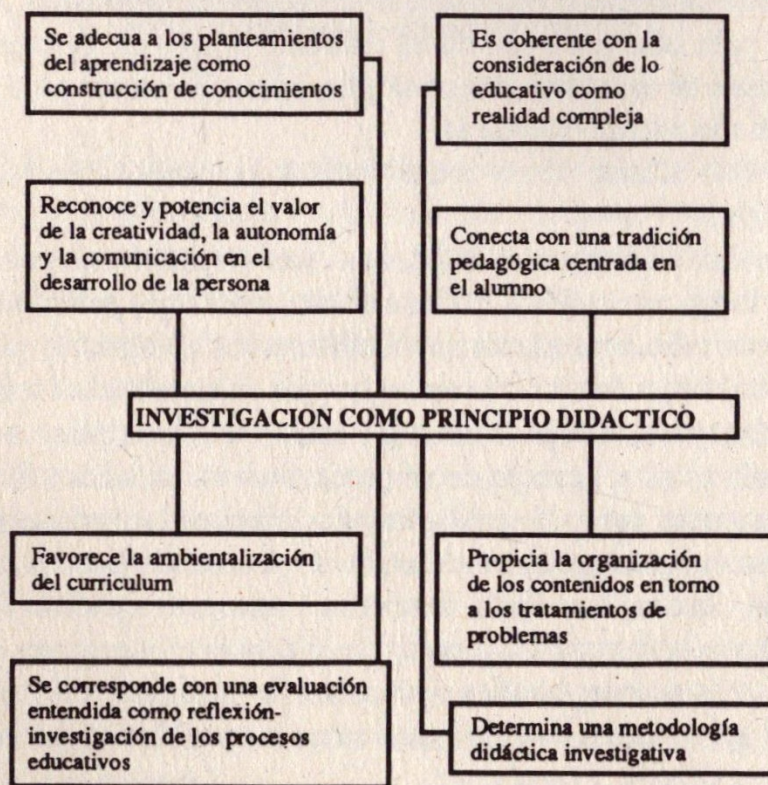 Se adecua a los planteamientos
del aprendizaje como
construcción de conocimientos
Es coherente con la
consideración de lo
educativo como
realidad compleja
Reconoce y potencia el valor
de la creatividad, la autonomía
y la comunicación en el
desarrollo de la persona
Conecta con una tradición
pedagógica centrada en
el alumno
INVESTIGACION COMO PRINCIPIO DIDACTICO
Favorece la ambientalización
del curriculum
Propicia la organización
de los contenidos en torno
a los tratamientos de
problemas
Se corresponde con una evaluación
entendida como reflexión-
investigación de los procesos
educativos
Determina una metodología
didáctica investigativa